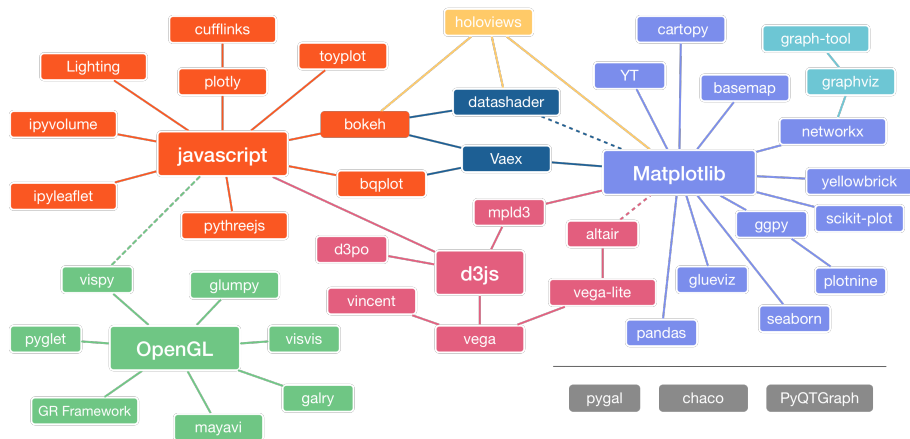 cufflinks
holoviews
cartopy
graph-tool
Lighting
toyplot
plotly
YT
graphviz
basemap
datashader
ipyvolume
bokeh
networkx
javascript
Vaex
Matplotlib
ipyleaflet
bqplot
yellowbrick
mpld3
scikit-plot
pythreejs
altair
ggpy
d3po
d3js
vispy
glumpy
glueviz
plotnine
vincent
vega-lite
seaborn
pandas
pyglet
OpenGL
visvis
vega
GR Framework
galry
mayavi
pygal
chaco
PyQTGraph